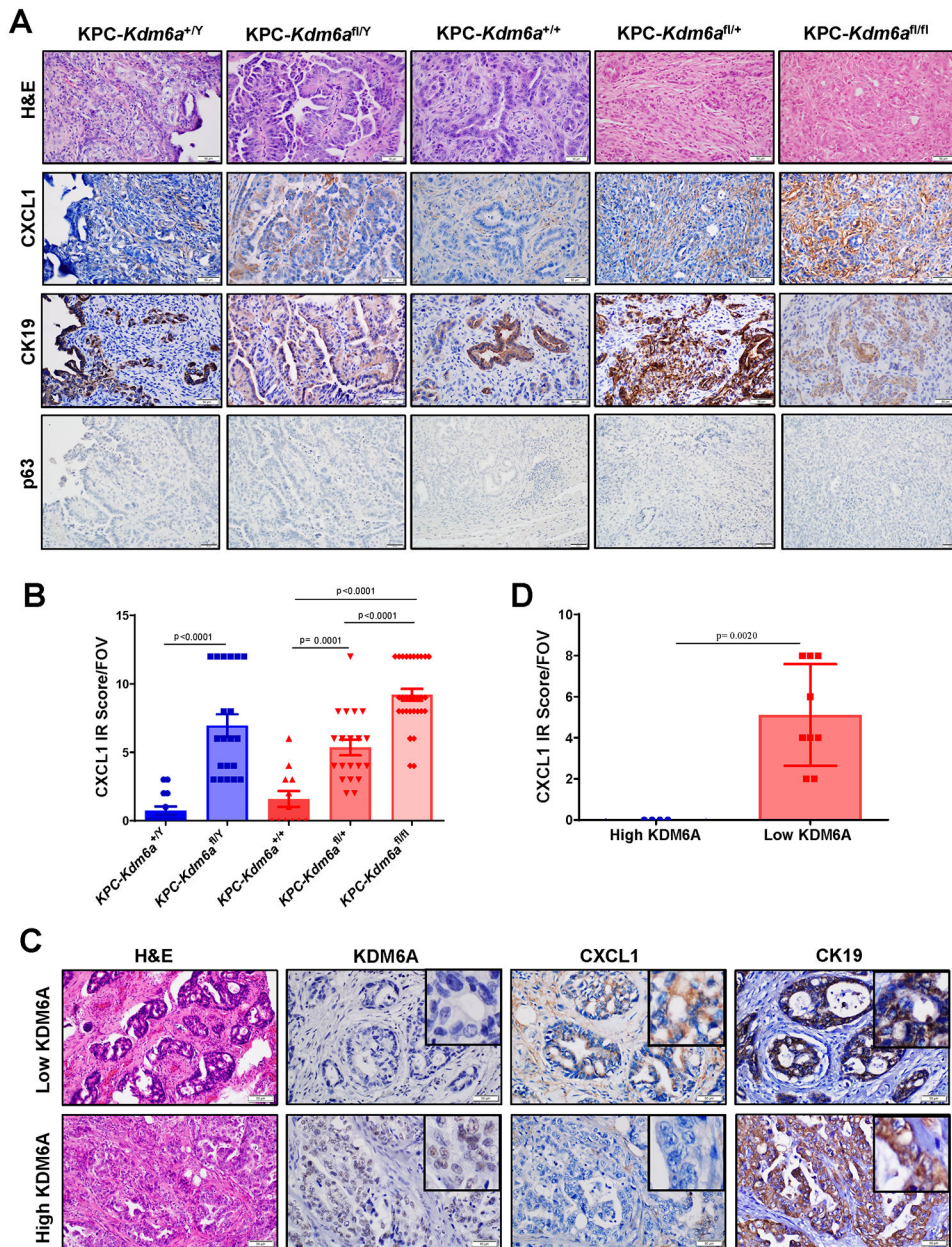 A
KPC-Kdm6a+/Y KPC-Kdm6afl/Y KPC-Kdm6a+/+ KPC-Kdm6afl/+ KPC-Kdm6afl/fl
H&E
CXCL1
CK19
p63
B
CXCL1 IR Score/FOV
15
10
5
0
p<0.0001
p<0.0001
p= 0.0001
p<0.0001
KPC-Kdm6a+/Y
KPC-Kdm6afl/Y
KPC-Kdm6a+/+
KPC-Kdm6afl/+
KPC-Kdm6afl/fl
D
CXCL1 IR Score/FOV
10
8
6
4
2
0
p= 0.0020
High KDM6A Low KDM6A
C
H&E KDM6A CXCL1 CK19
Low KDM6A
High KDM6A